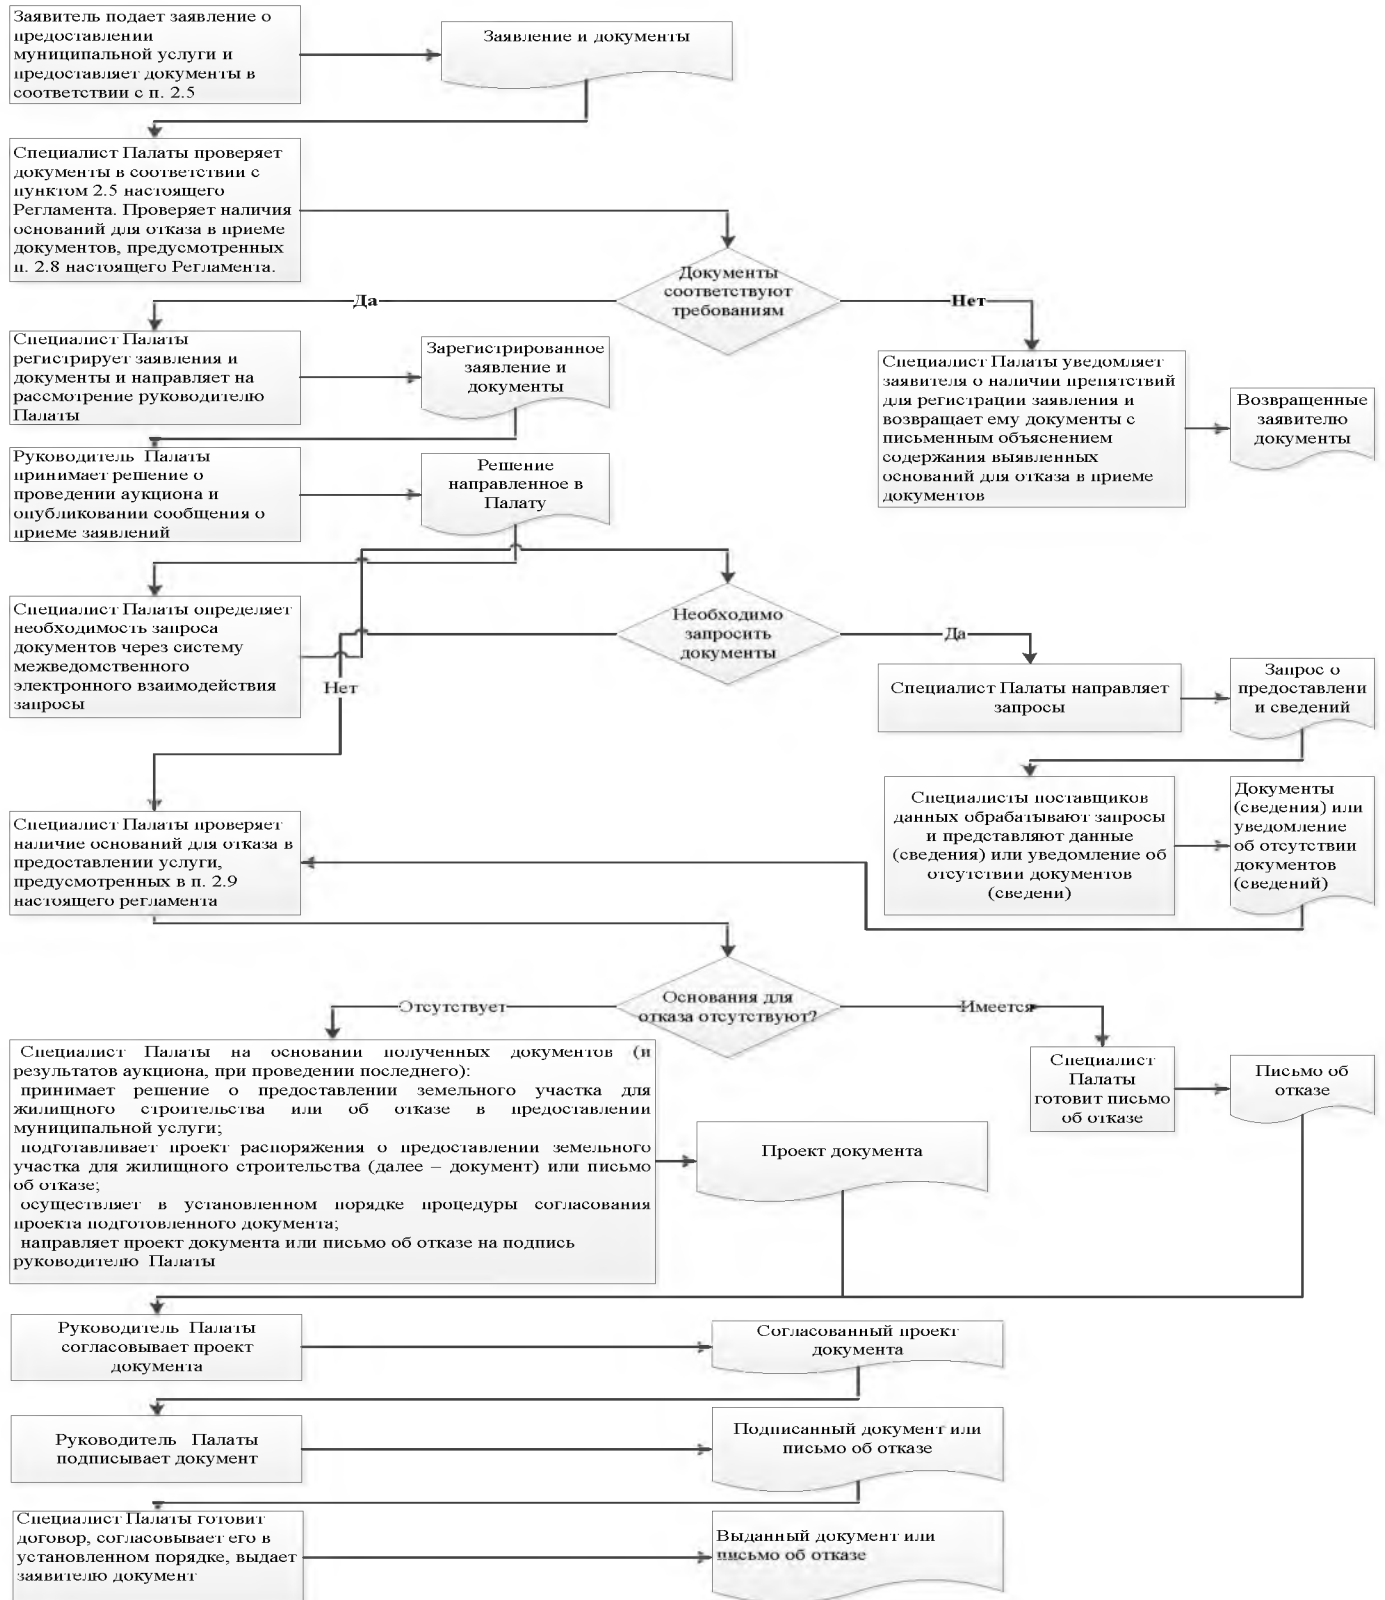 Заявитель подает заявление о
предоставлении
муниципальной услуги и
предоставляет документы в
соответствии с п. 2.5
Заявление и документы
Специалист Палаты проверяет
документы в соответствии с
пунктом 2.5 настоящего
Регламента. Проверяет наличия
оснований для отказа в приеме
документов, предусмотренных
п. 2.8 настоящего Регламента.
Документы
соответствуют
требованиям
Да
Нет
Специалист Палаты
регистрирует заявления и
документы и направляет на
рассмотрение руководителю
Палаты
Зарегистрированное
заявление и
документы
Специалист Палаты уведомляет
заявителя о наличии препятствий
для регистрации заявления и
возвращает ему документы с
письменным объяснением
содержания выявленных
оснований для отказа в приеме
документов
Возвращенные
заявителю
документы
Руководитель Палаты
принимает решение о
проведении аукциона и
опубликовании сообщения о
приеме заявлений
Решение
направленное в
Палату
Специалист Палаты определяет
необходимость запроса
документов через систему
межведомственного
электронного взаимодействия
запросы
Необходимо
запросить
документы
Да
Нет
Специалист Палаты направляет
запросы
Запрос о
предоставлени
и сведений
Специалисты поставщиков
данных обрабатывают запросы
и представляют данные
(сведения) или уведомление об
отсутствии документов
(сведени)
Документы
(сведения) или
уведомление
об отсутствии
документов
(сведений)
Специалист Палаты проверяет
наличие оснований для отказа в
предоставлении услуги,
предусмотренных в п. 2.9
настоящего регламента
Основания для
отказа отсутствуют?
Отсутствует
Имеется
Специалист Палаты на основании полученных документов (и
результатов аукциона, при проведении последнего):
принимает решение о предоставлении земельного участка для
жилищного строительства или об отказе в предоставлении
муниципальной услуги;
подготавливает проект распоряжения о предоставлении земельного
участка для жилищного строительства (далее – документ) или письмо
об отказе;
осуществляет в установленном порядке процедуры согласования
проекта подготовленного документа;
направляет проект документа или письмо об отказе на подпись
руководителю Палаты
Проект документа
Специалист
Палаты
готовит письмо
об отказе
Письмо об
отказе
Руководитель Палаты
согласовывает проект
документа
Согласованный проект
документа
Руководитель Палаты
подписывает документ
Подписанный документ или
письмо об отказе
Специалист Палаты готовит
договор, согласовывает его в
установленном порядке, выдает
заявителю документ
Выданный документ или
письмо об отказе